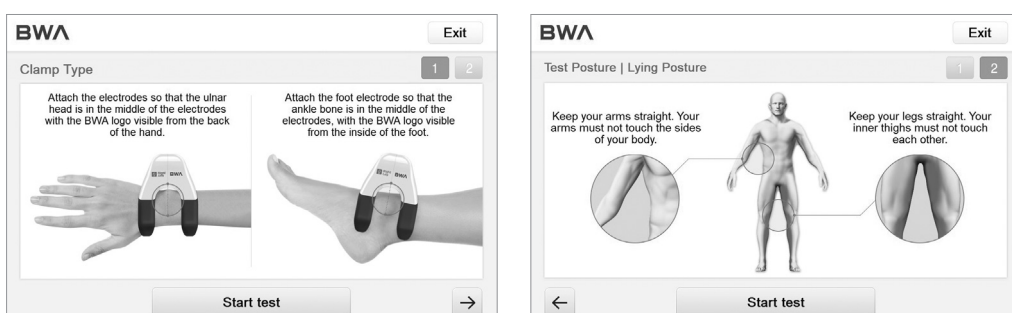 BWA
Exit
Clamp Type
1 2
Attach the electrodes so that the ulnar
head is in the middle of the electrodes
with the BWA logo visible from the back
of the hand.
Attach the foot electrode so that the
ankle bone is in the middle of the
electrodes, with the BWA logo visible
from the inside of the foot.
BWA
BWA
Start test
BWA
Exit
Test Posture | Lying Posture
1 2
Keep your arms straight. Your
arms must not touch the sides
of your body.
Keep your legs straight. Your
inner thighs must not touch
each other.
Start test